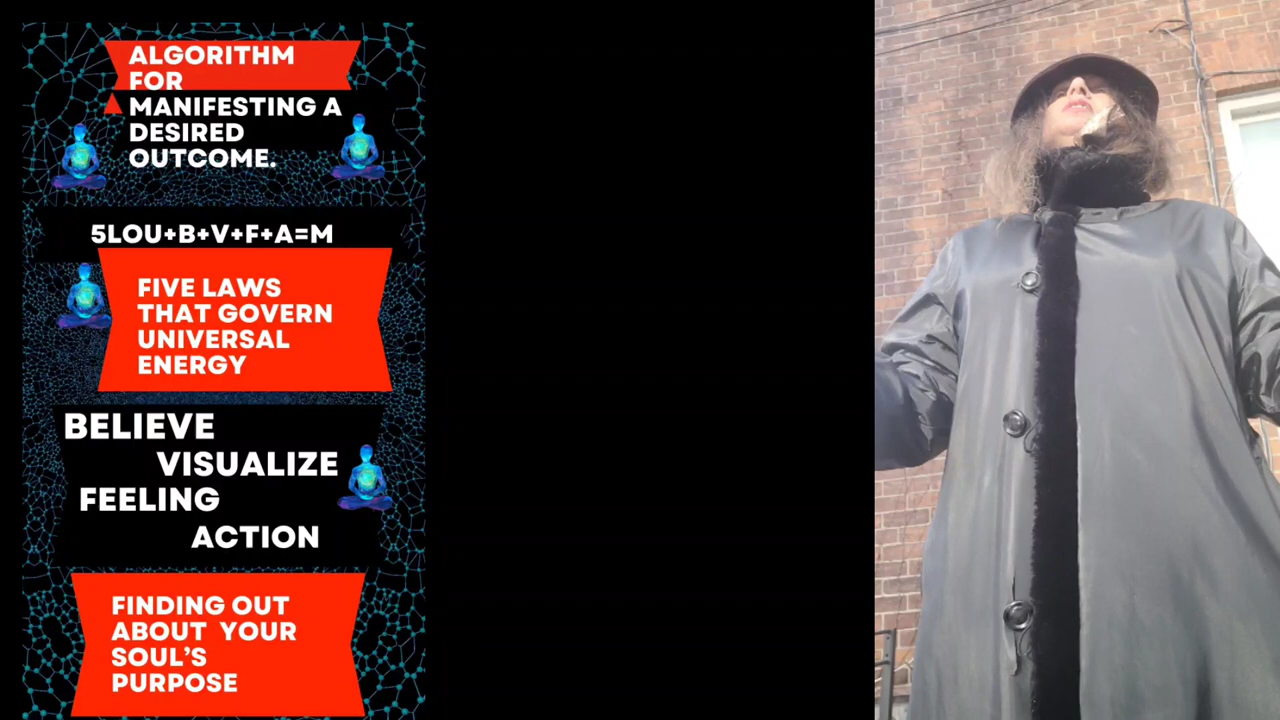 ALGORITHM
FOR
MANIFESTING A
DESIRED
OUTCOME.
5LOU+B+V+F+A=M
FIVE LAWS
THAT GOVERN
UNIVERSAL
ENERGY
BELIEVE
VISUALIZE
FEELING
ACTION
FINDING OUT
ABOUT YOUR
SOUL'S
PURPOSE